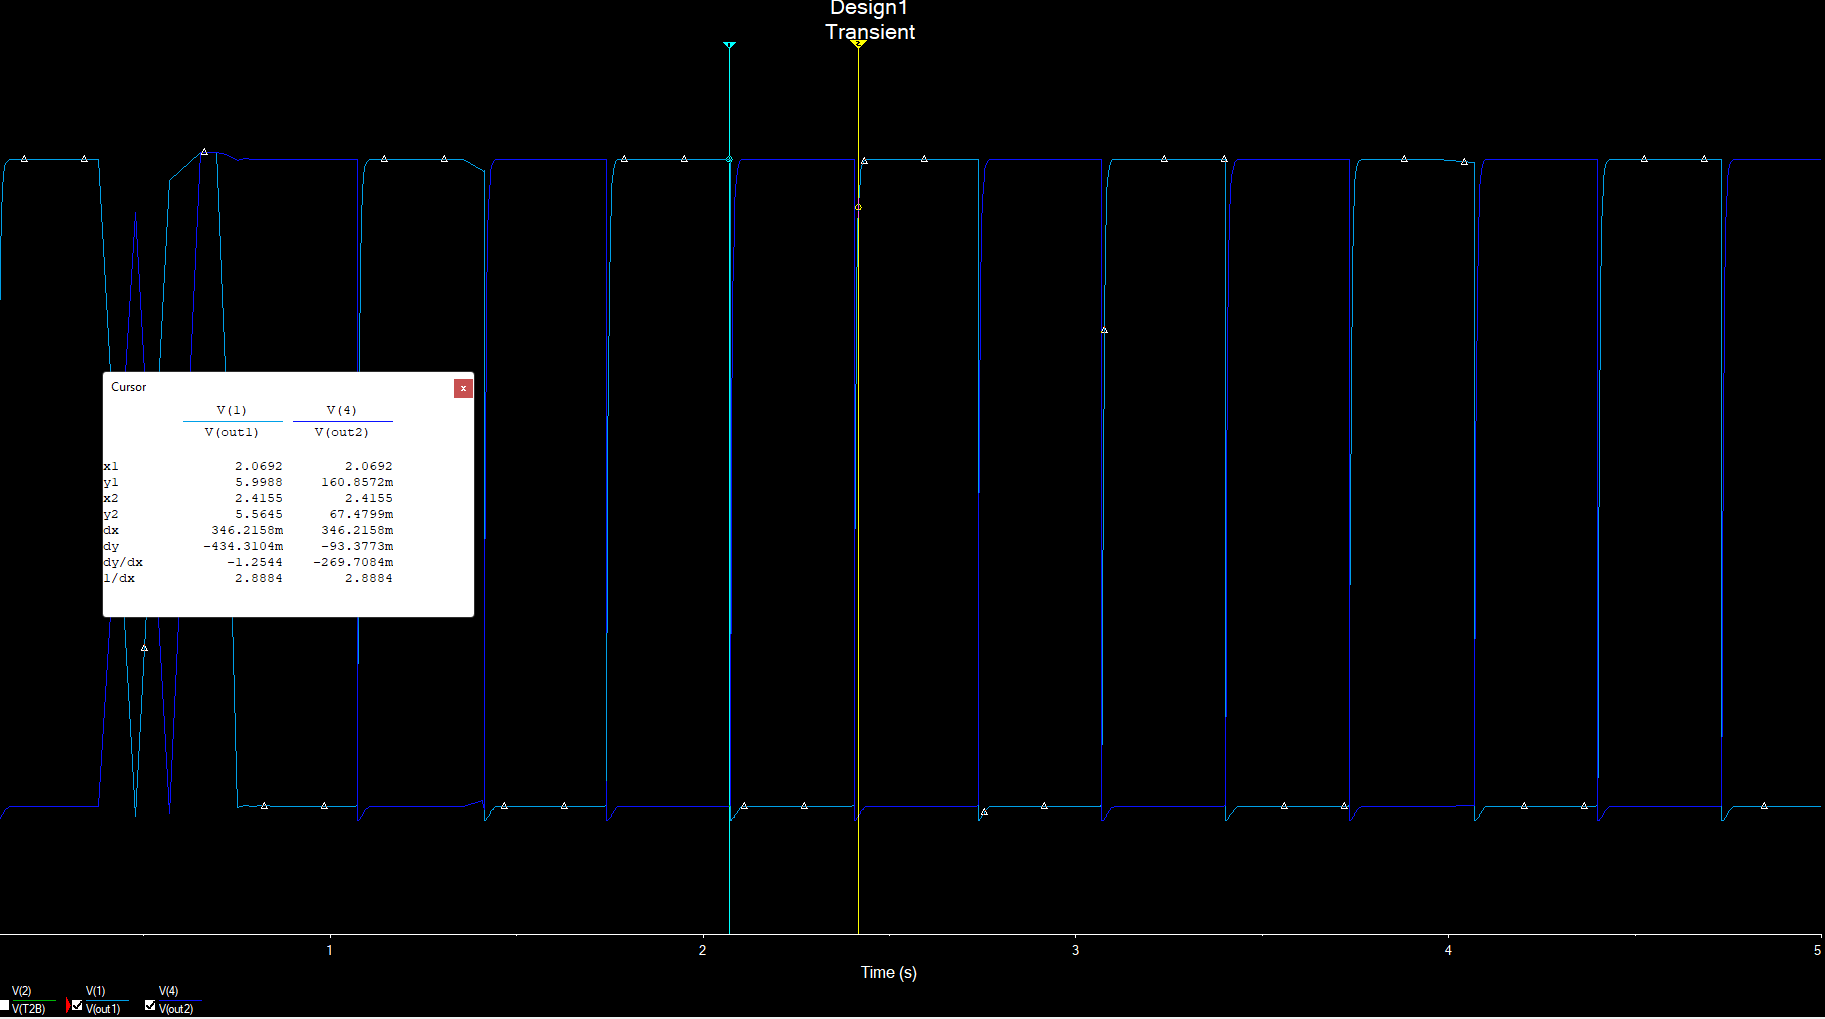 Design1
Transient
1
2
Cursor
x
V(1) V(4)
V(out1) V(out2)
x1 2.0692 2.0692
y1 5.9988 160.8572m
x2 2.4155 2.4155
y2 5.5645 67.4799m
dx 346.2158m 346.2158m
dy -434.3104m -93.3773m
dy/dx -1.2544 -269.7084m
1/dx 2.8884 2.8884
1 2 3 4 5
Time (s)
V(2) V(1) V(4)
V(T2B) V(out1) V(out2)